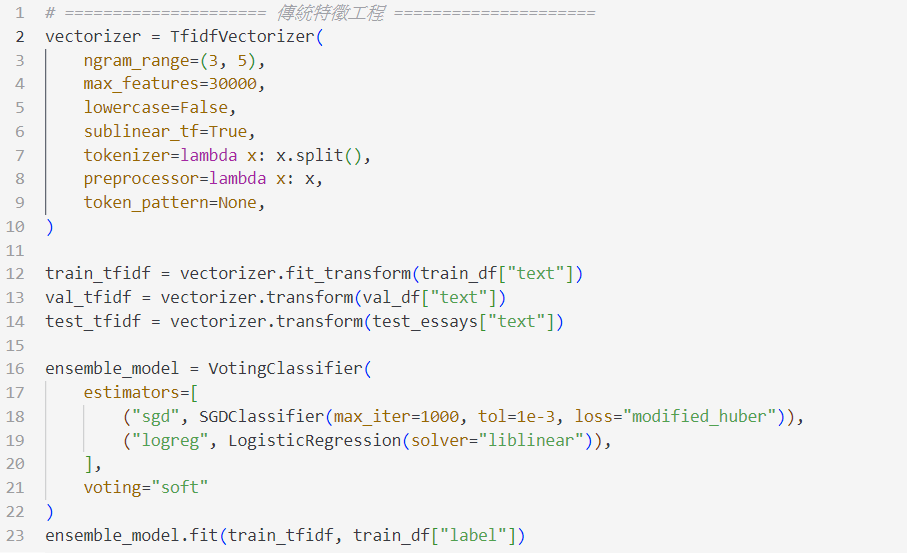 1 # ===================== 傳統特徵工程 =====================
2 vectorizer = TfidfVectorizer(
3     ngram_range=(3, 5),
4     max_features=30000,
5     lowercase=False,
6     sublinear_tf=True,
7     tokenizer=lambda x: x.split(),
8     preprocessor=lambda x: x,
9     token_pattern=None,
10 )
11
12 train_tfidf = vectorizer.fit_transform(train_df["text"])
13 val_tfidf = vectorizer.transform(val_df["text"])
14 test_tfidf = vectorizer.transform(test_essays["text"])
15
16 ensemble_model = VotingClassifier(
17     estimators=[
18         ("sgd", SGDClassifier(max_iter=1000, tol=1e-3, loss="modified_huber")),
19         ("logreg", LogisticRegression(solver="liblinear")),
20     ],
21     voting="soft"
22 )
23 ensemble_model.fit(train_tfidf, train_df["label"])